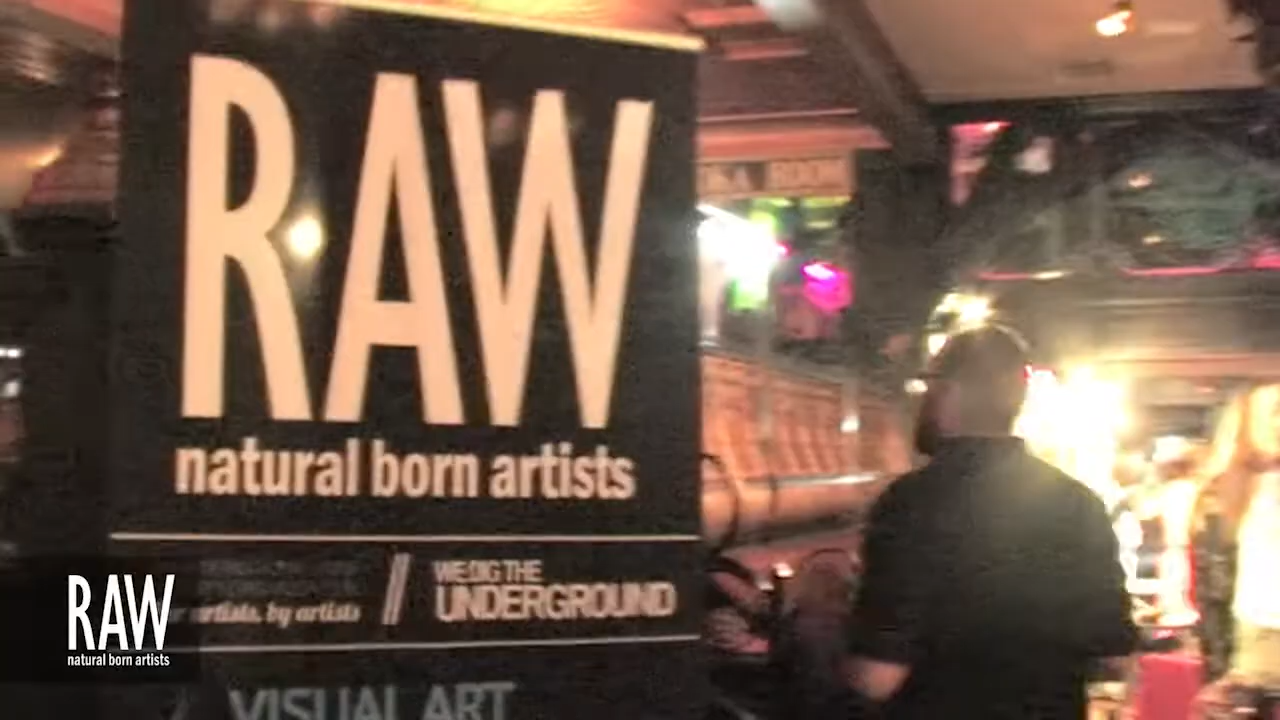 RAW
natural born artists
artists, by artists
//
WE DIG THE
UNDERGROUND
VISUAL ART
ROOM
RAW
natural born artists